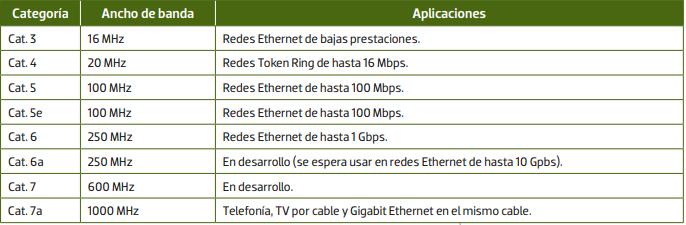 Categoría Ancho de banda Aplicaciones
Cat. 3 16 MHz Redes Ethernet de bajas prestaciones.
Cat. 4 20 MHz Redes Token Ring de hasta 16 Mbps.
Cat. 5 100 MHz Redes Ethernet de hasta 100 Mbps.
Cat. 5e 100 MHz Redes Ethernet de hasta 100 Mbps.
Cat. 6 250 MHz Redes Ethernet de hasta 1 Gbps.
Cat. 6a 250 MHz En desarrollo (se espera usar en redes Ethernet de hasta 10 Gpbs).
Cat. 7 600 MHz En desarrollo.
Cat. 7a 1000 MHz Telefonía, TV por cable y Gigabit Ethernet en el mismo cable.